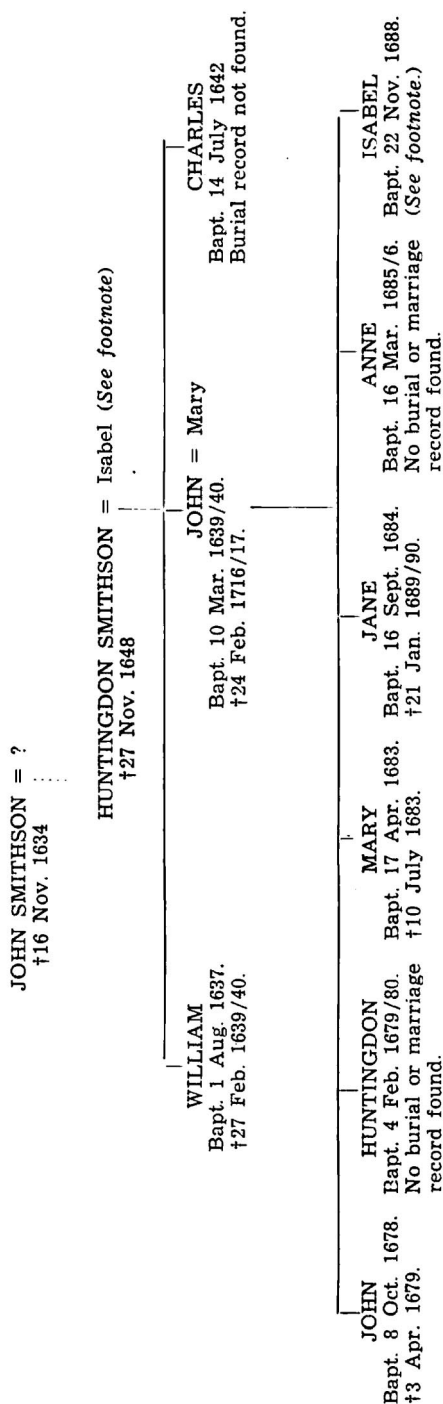 JOHN SMITHSON = ?
†16 Nov. 1634
HUNTINGDON SMITHSON = Isabel (See footnote)
†27 Nov. 1648
WILLIAM
Bapt. 1 Aug. 1637.
†27 Feb. 1639/40.
JOHN = Mary
Bapt. 10 Mar. 1639/40.
†24 Feb. 1716/17.
CHARLES
Bapt. 14 July 1642
Burial record not found.
JOHN
Bapt. 8 Oct. 1678.
†3 Apr. 1679.
HUNTINGDON
Bapt. 4 Feb. 1679/80.
No burial or marriage
record found.
MARY
Bapt. 17 Apr. 1683.
†10 July 1683.
JANE
Bapt. 16 Sept. 1684.
†21 Jan. 1689/90.
ANNE
Bapt. 16 Mar. 1685/6.
No burial or marriage
record found.
ISABEL
Bapt. 22 Nov. 1688.
(See footnote.)